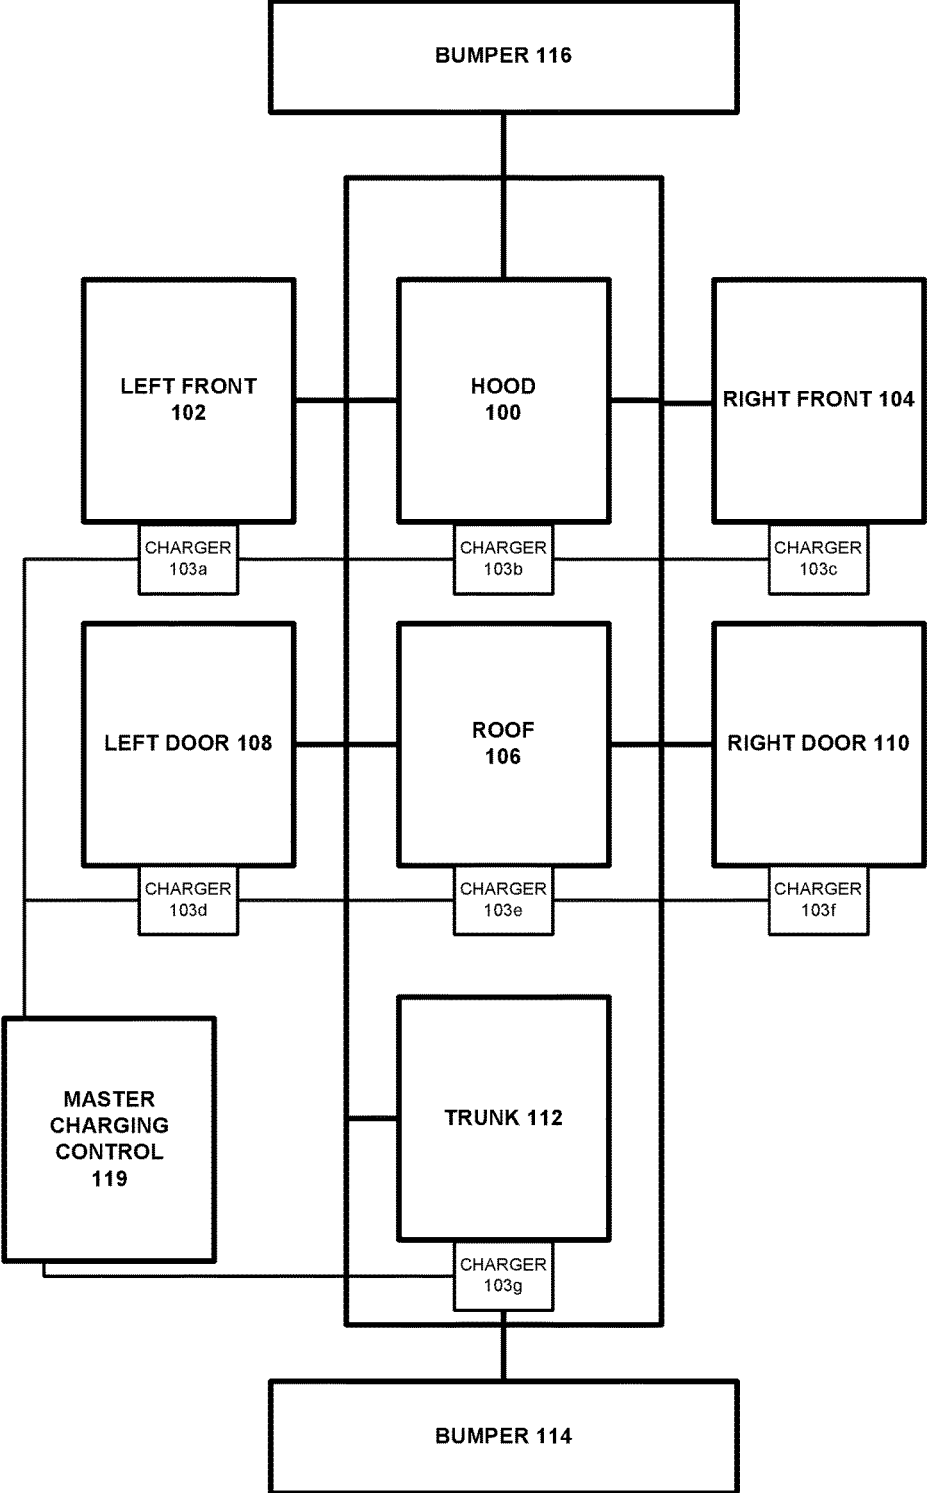 BUMPER 116
LEFT FRONT
102
HOOD
100
RIGHT FRONT 104
CHARGER
103a
CHARGER
103b
CHARGER
103c
LEFT DOOR 108
ROOF
106
RIGHT DOOR 110
CHARGER
103d
CHARGER
103e
CHARGER
103f
MASTER
CHARGING
CONTROL
119
TRUNK 112
CHARGER
103g
BUMPER 114